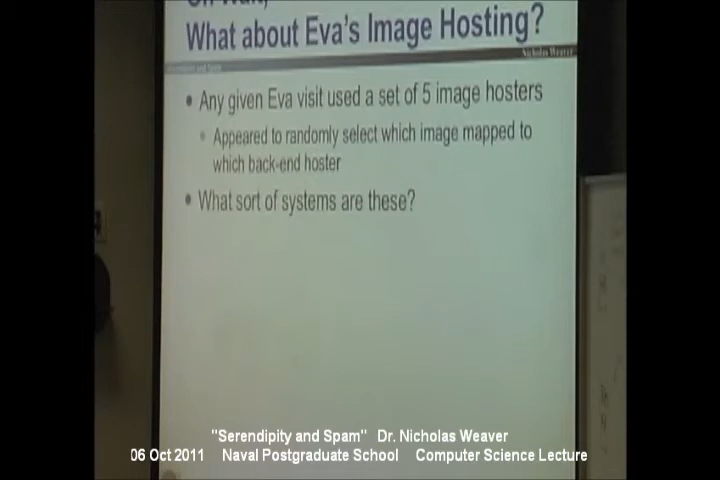 What about Eva's Image Hosting?
Nicholas Weaver
• Any given Eva visit used a set of 5 image hosters
• Appeared to randomly select which image mapped to
which back-end hoster
• What sort of systems are these?
"Serendipity and Spam" Dr. Nicholas Weaver
06 Oct 2011 Naval Postgraduate School Computer Science Lecture